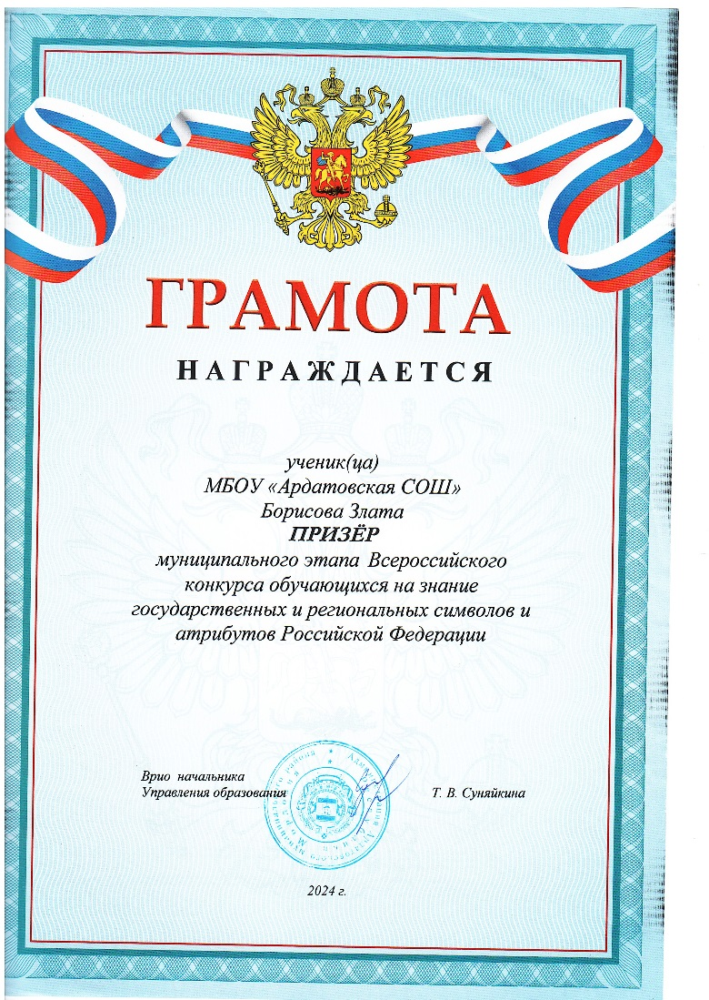 ГРАМОТА
НАГРАЖДАЕТСЯ
ученик(ца)
МБОУ «Ардатовская СОШ»
Борисова Злата
ПРИЗЁР
муниципального этапа Всероссийского
конкурса обучающихся на знание
государственных и региональных символов и
атрибутов Российской Федерации
Врио начальника
Управления образования
Т. В. Суняйкина
2024 г.